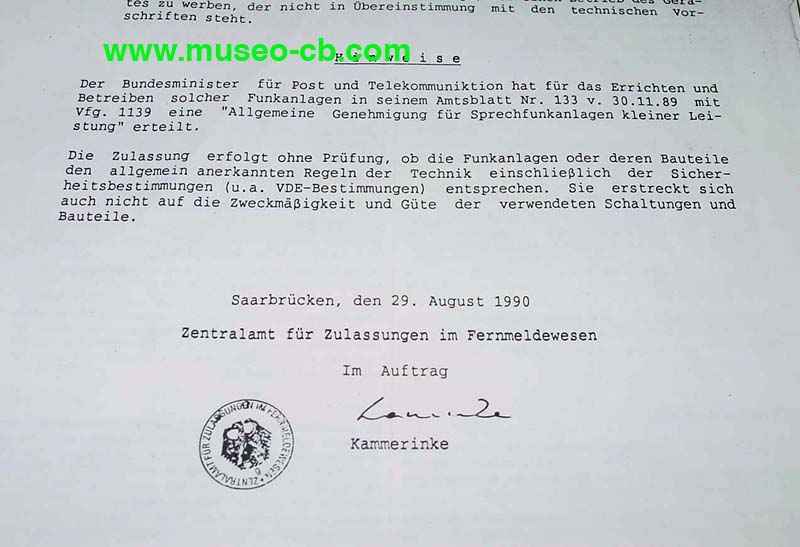 tes zu werben, der nicht in Übereinstimmung mit den technischen Vor-
schriften steht.
www.museo-cb.com
Hinweise
Der Bundesminister für Post und Telekommuniktion hat für das Errichten und
Betreiben solcher Funkanlagen in seinem Amtsblatt Nr. 133 v. 30.11.89 mit
Vfg. 1139 eine "Allgemeine Genehmigung für Sprechfunkanlagen kleiner Lei-
stung" erteilt.
Die Zulassung erfolgt ohne Prüfung, ob die Funkanlagen oder deren Bauteile
den allgemein anerkannten Regeln der Technik einschließlich der Sicher-
heitsbestimmungen (u.a. VDE-Bestimmungen) entsprechen. Sie erstreckt sich
auch nicht auf die Zweckmäßigkeit und Güte der verwendeten Schaltungen und
Bauteile.
Saarbrücken, den 29. August 1990
Zentralamt für Zulassungen im Fernmeldewesen
Im Auftrag
Kammerinke
ZENTRALAMT FÜR ZULASSUNGEN IM FERNMELDEWESEN